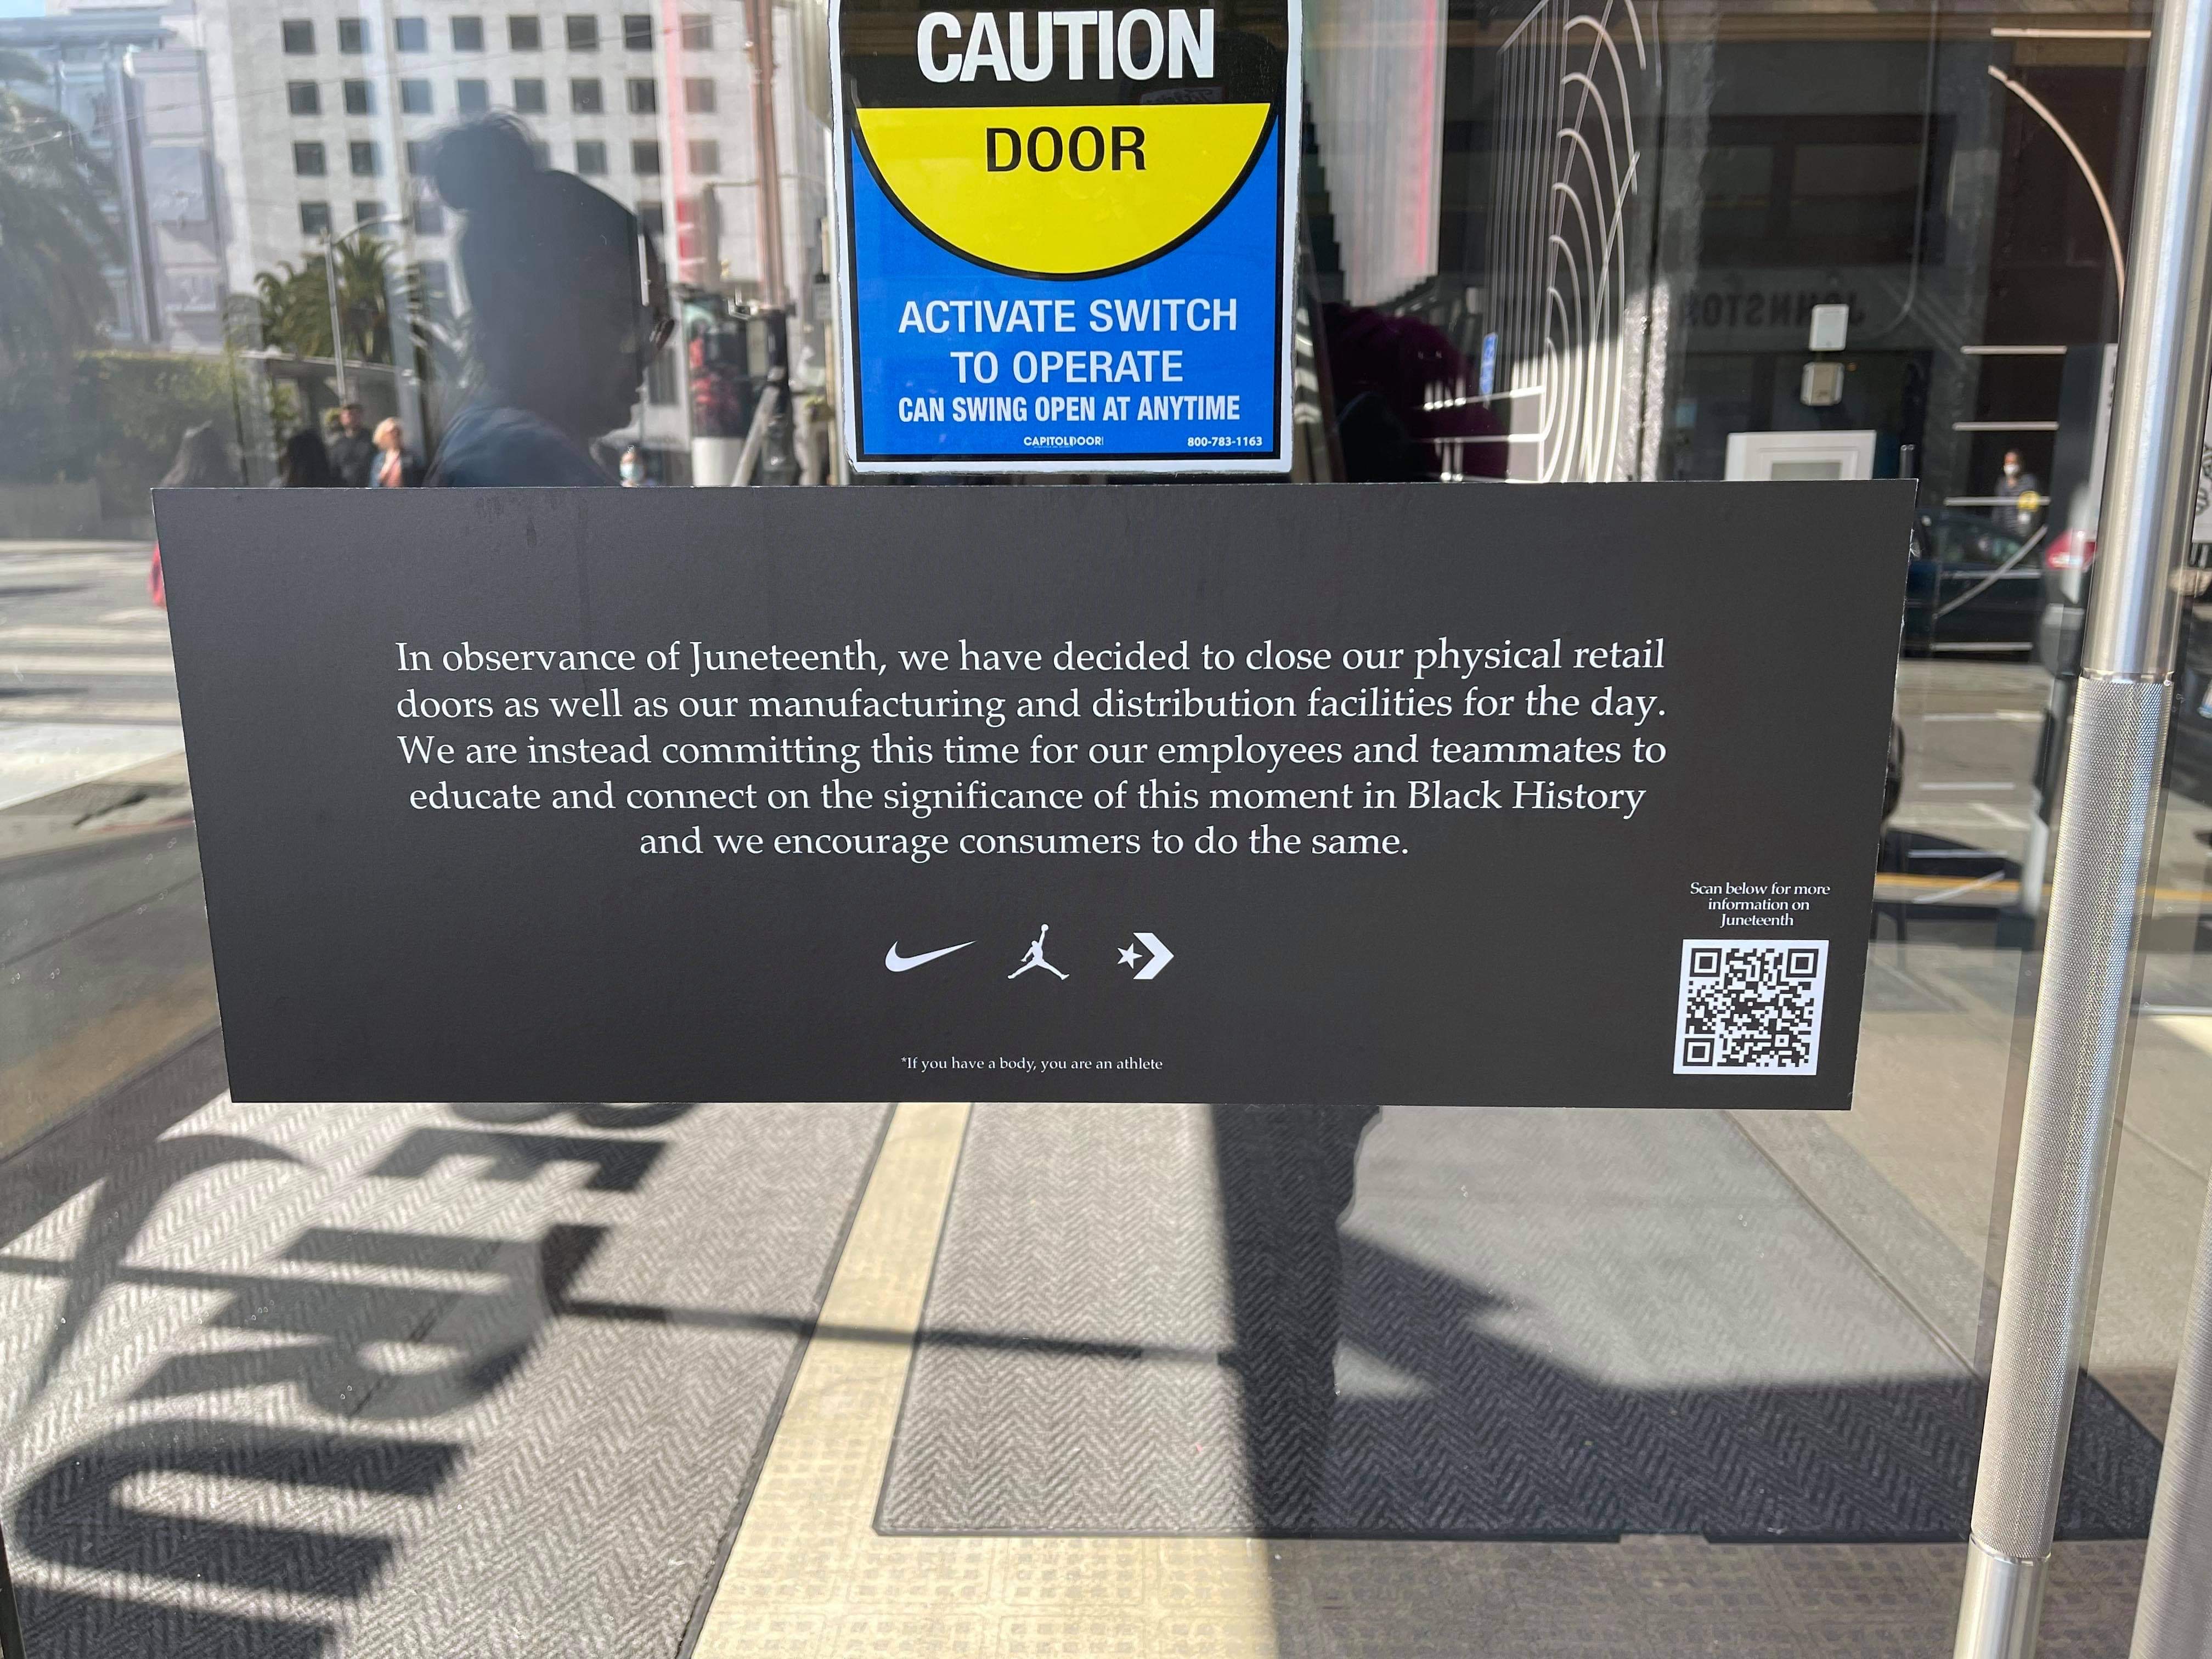 CAUTION
DOOR
ACTIVATE SWITCH
TO OPERATE
CAN SWING OPEN AT ANYTIME
CAPITOLDOOR
800-783-1163
In observance of Juneteenth, we have decided to close our physical retail
doors as well as our manufacturing and distribution facilities for the day.
We are instead committing this time for our employees and teammates to
educate and connect on the significance of this moment in Black History
and we encourage consumers to do the same.
Scan below for more
information on
Juneteenth
*If you have a body, you are an athlete